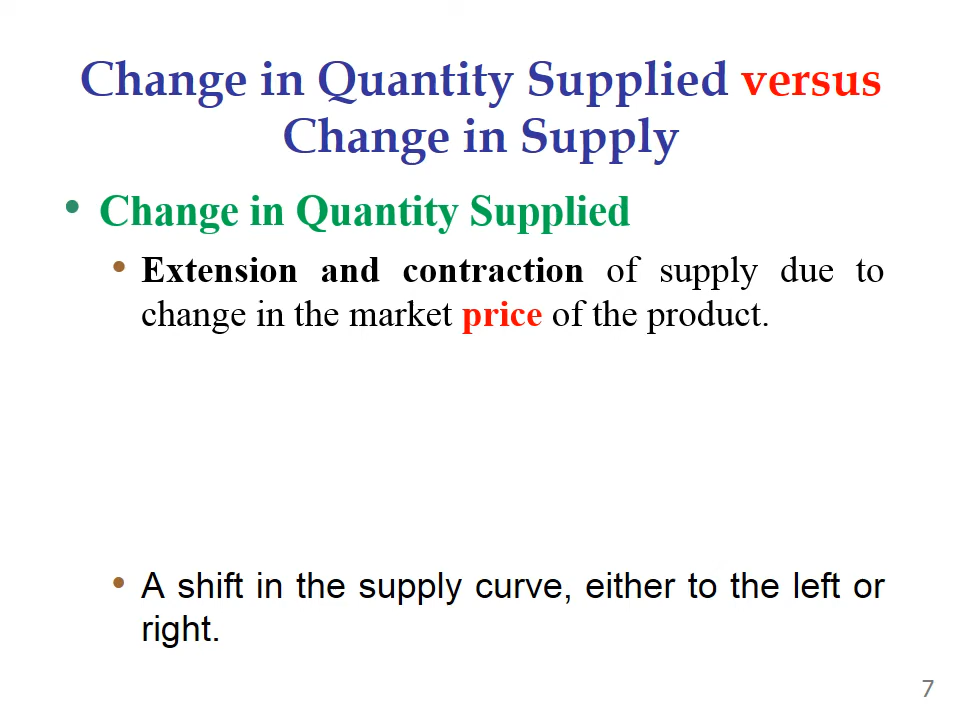 Change in Quantity Supplied versus
Change in Supply
• Change in Quantity Supplied
• Extension and contraction of supply due to
change in the market price of the product.
• A shift in the supply curve, either to the left or
right.
7